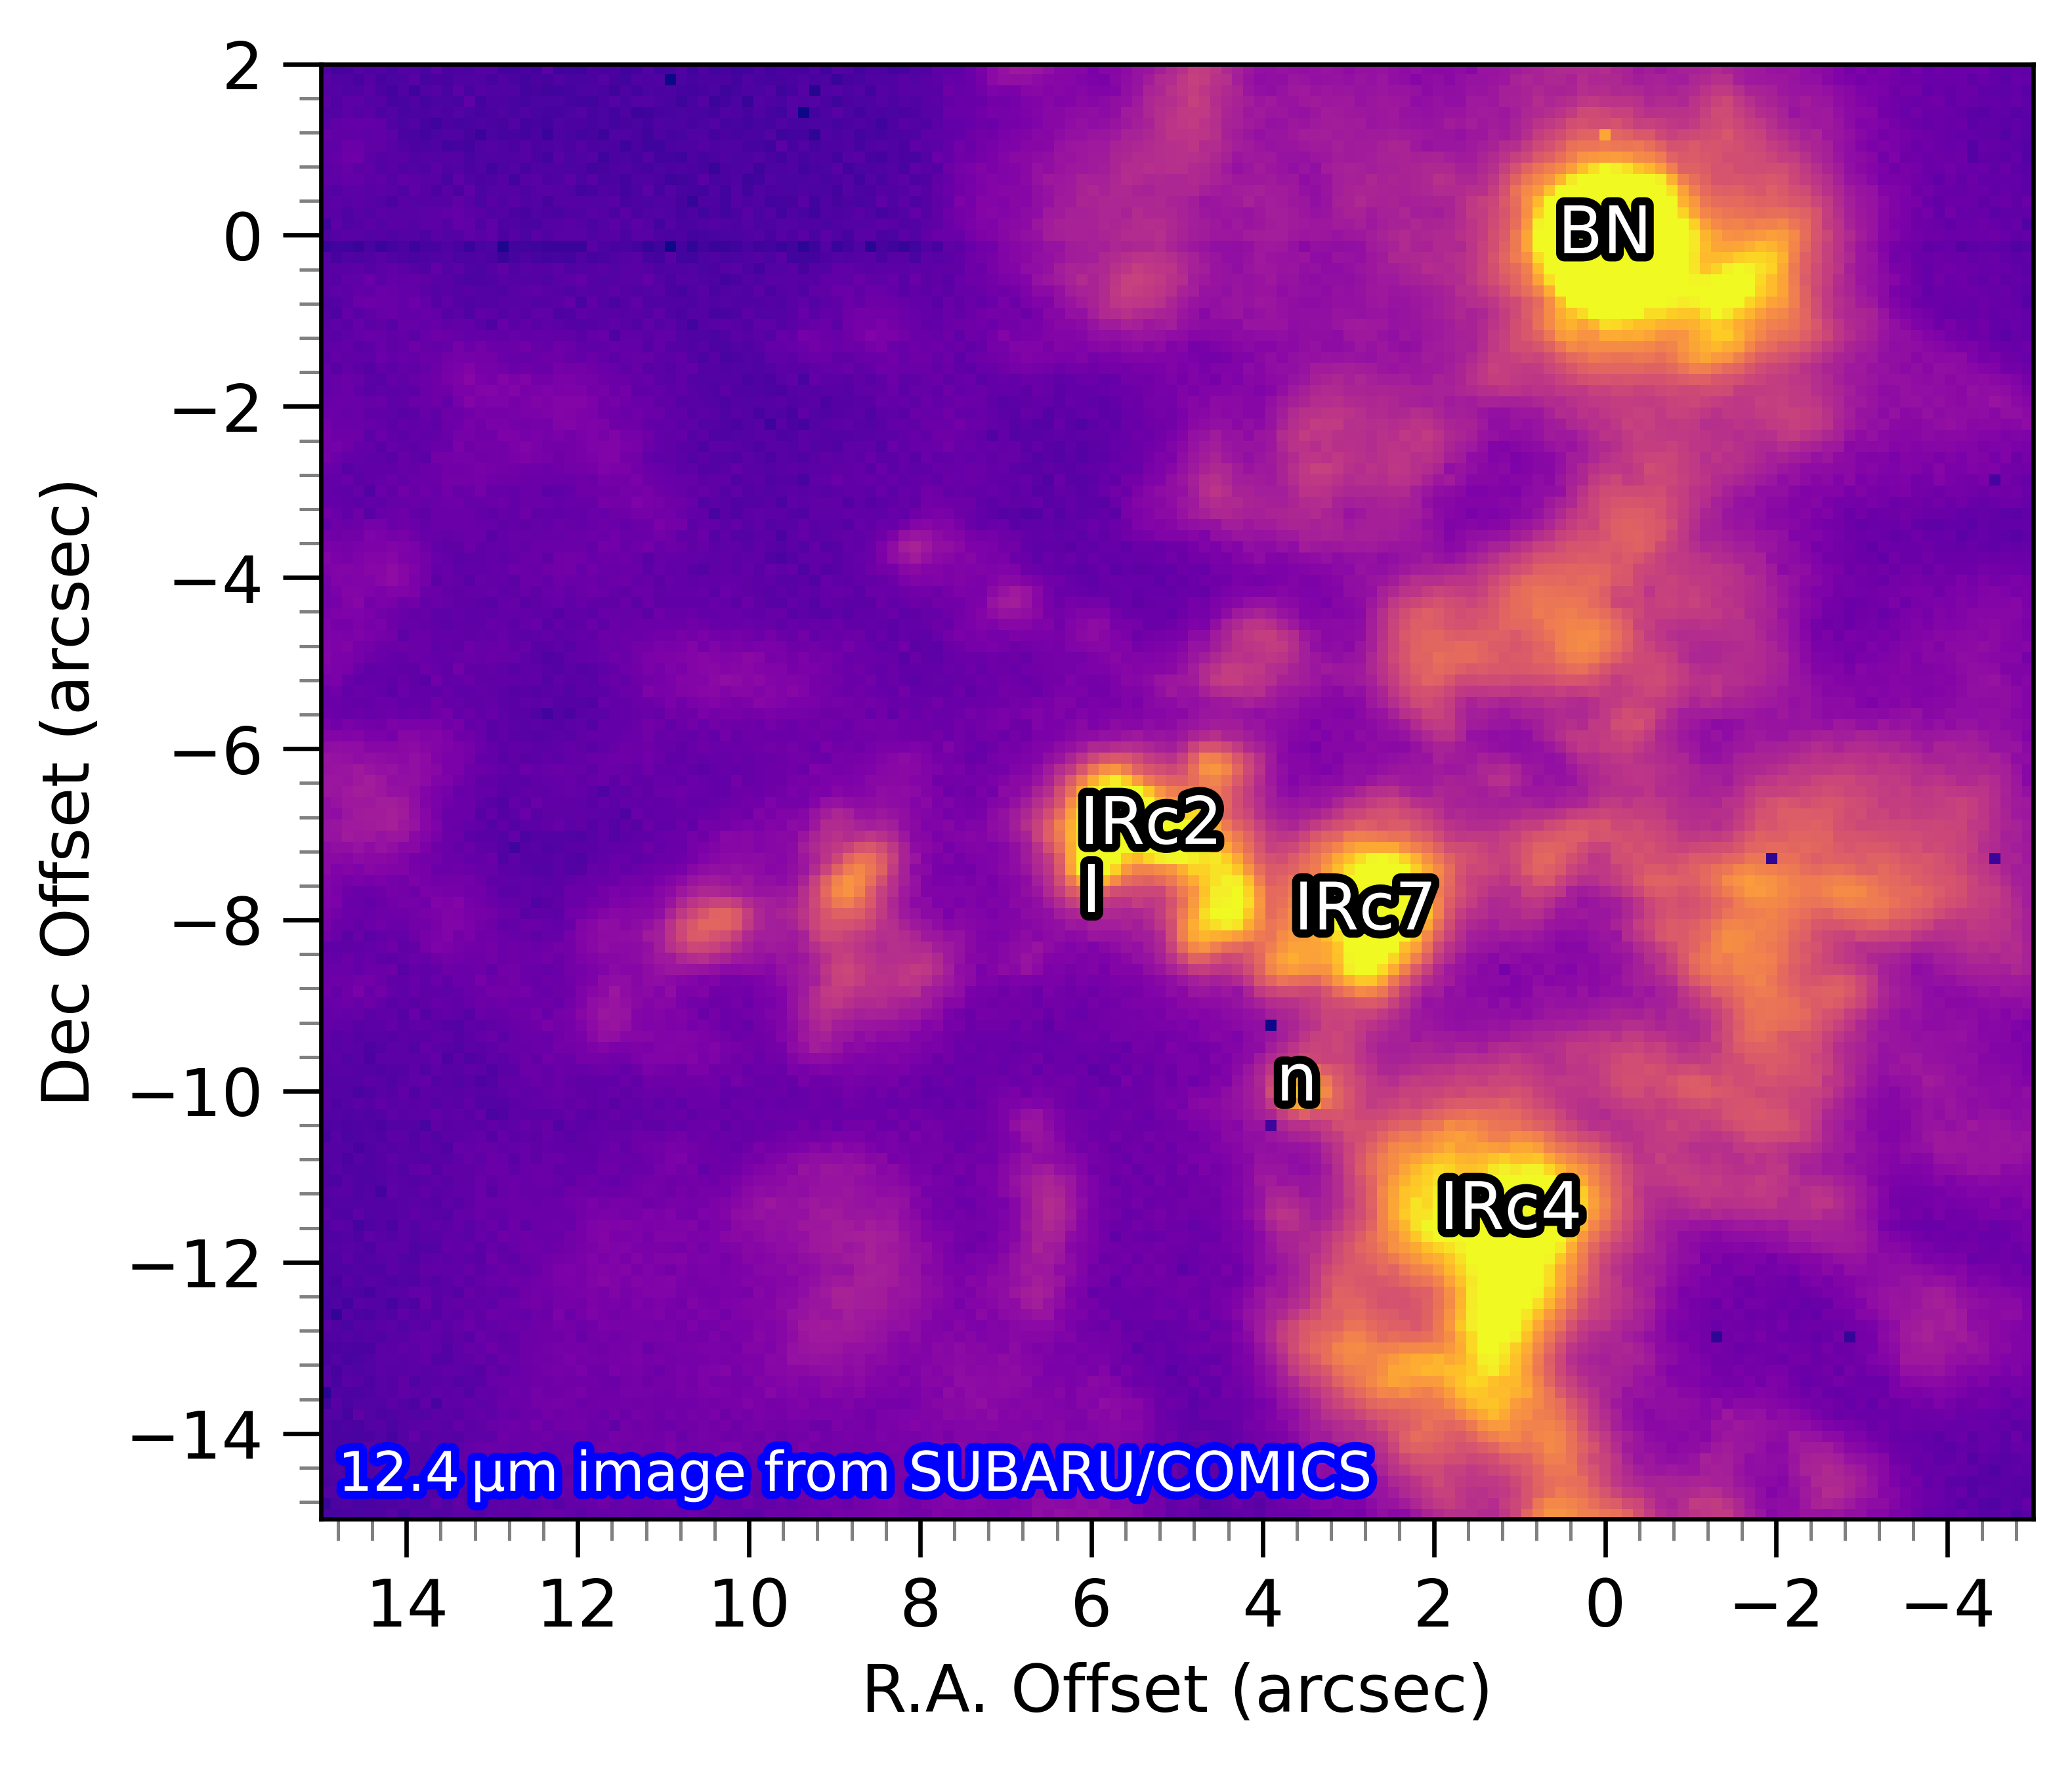 2
0
−2
−4
−6
−8
−10
−12
−14
Dec Offset (arcsec)
BN
IRc2
I
IRc7
n
IRc4
12.4 µm image from SUBARU/COMICS
14 12 10 8 6 4 2 0 −2 −4
R.A. Offset (arcsec)